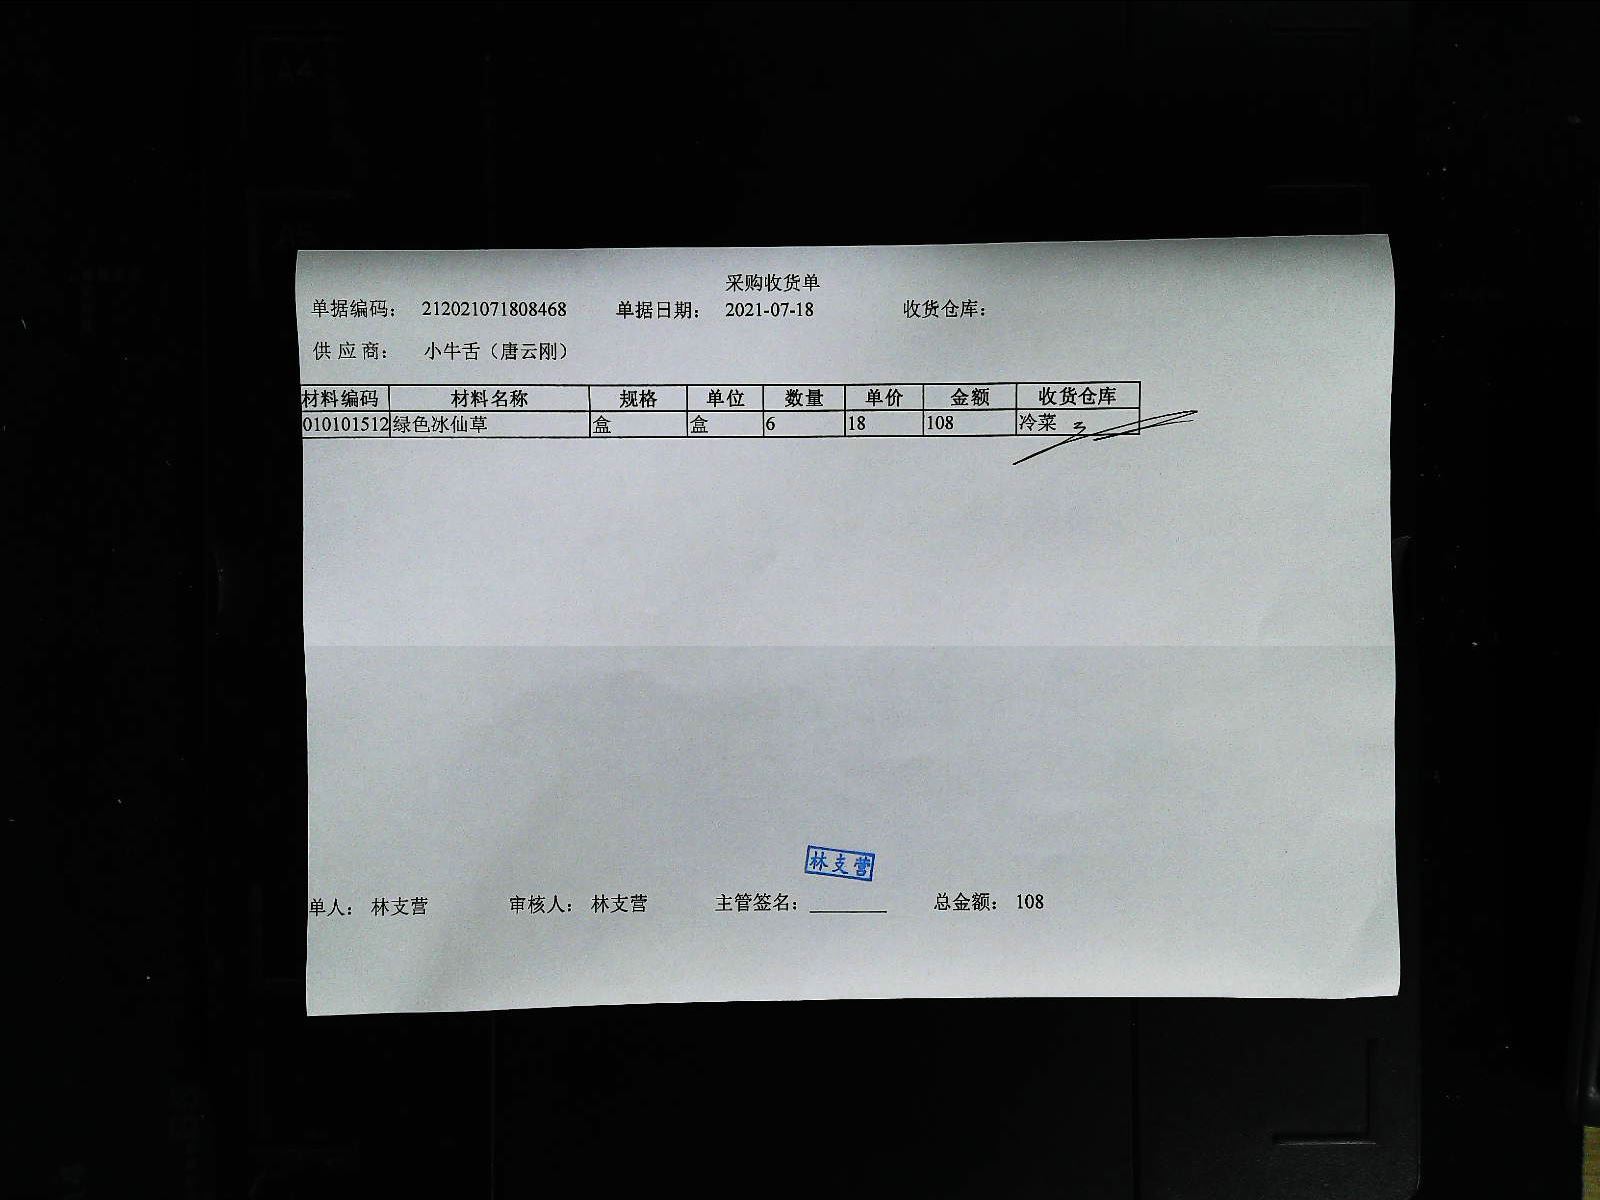 采购收货单
单据编码： 212021071808468 单据日期： 2021-07-18 收货仓库：
供 应 商： 小牛舌（唐云刚）
材料编码 材料名称 规格 单位 数量 单价 金额 收货仓库
010101512 绿色冰仙草 盒 盒 6 18 108 冷菜
林支营
单人： 林支营 审核人： 林支营 主管签名：________ 总金额： 108